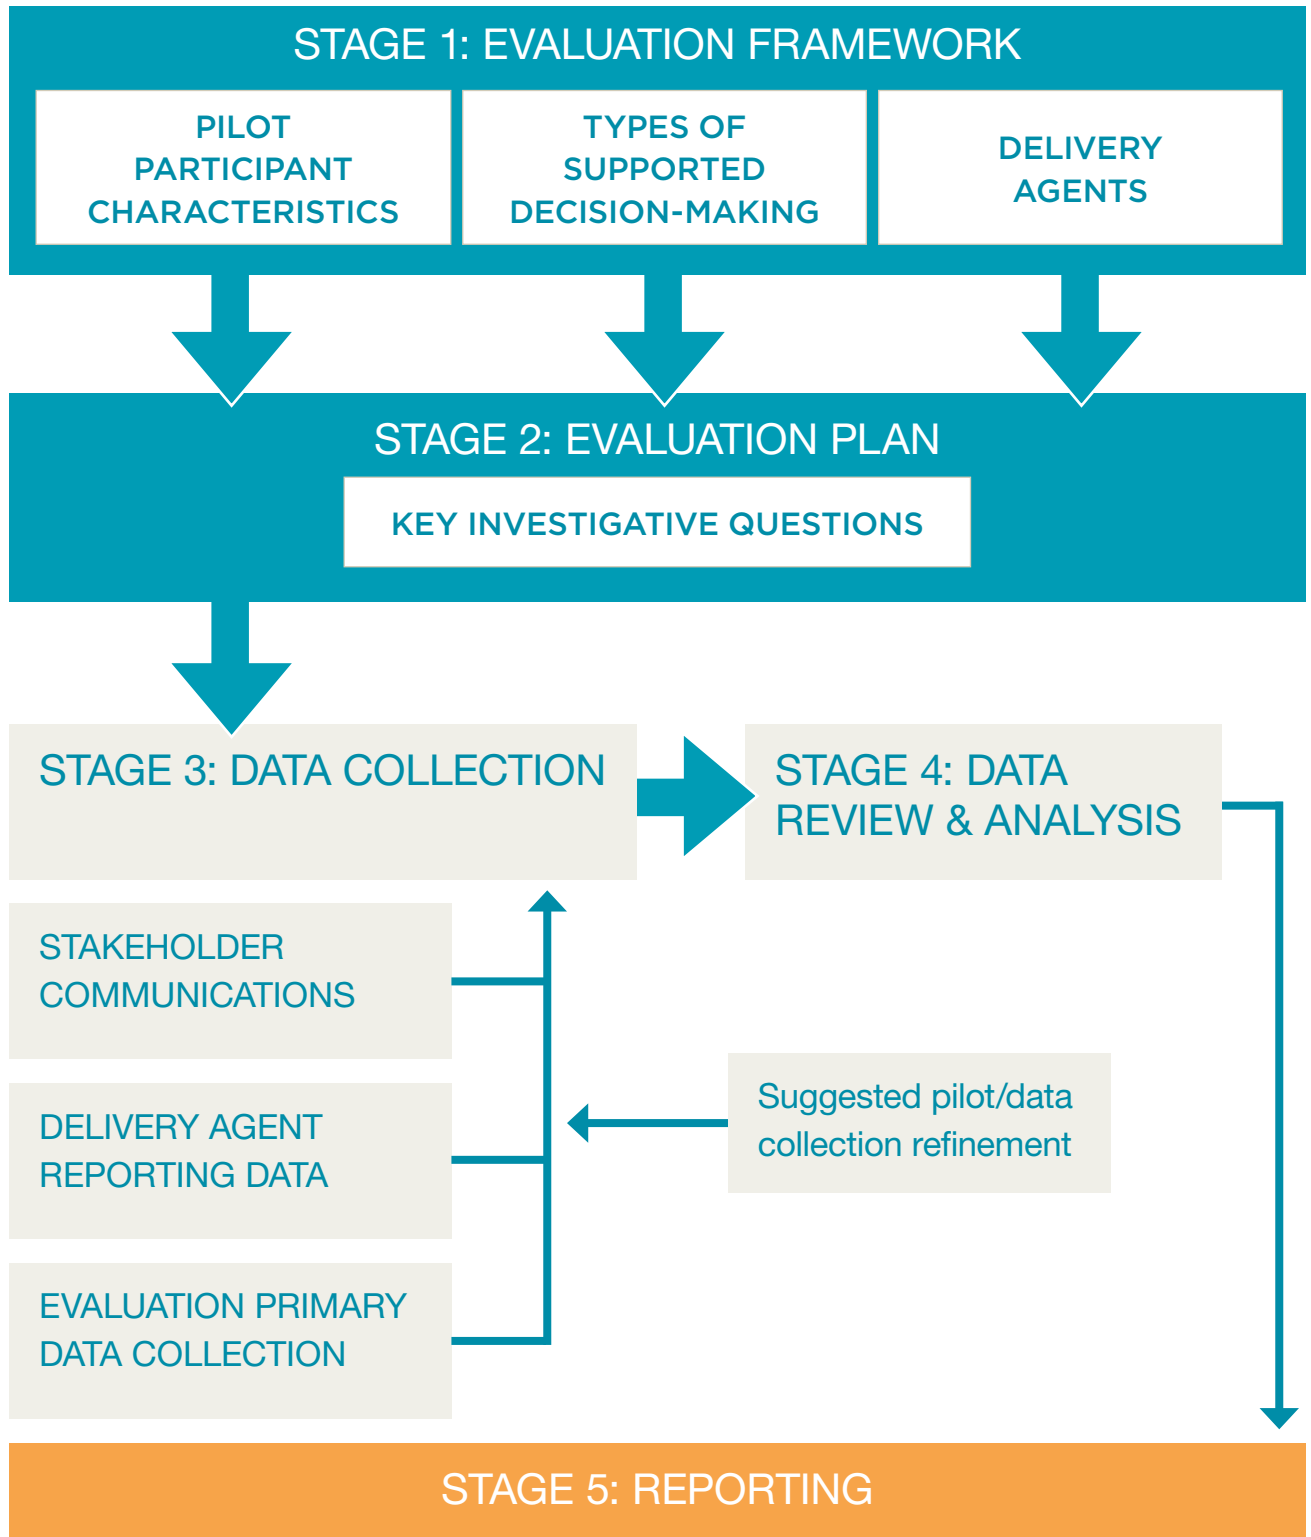 STAGE 1: EVALUATION FRAMEWORK
PILOT
PARTICIPANT
CHARACTERISTICS
TYPES OF
SUPPORTED
DECISION-MAKING
DELIVERY
AGENTS
STAGE 2: EVALUATION PLAN
KEY INVESTIGATIVE QUESTIONS
STAGE 3: DATA COLLECTION
STAGE 4: DATA
REVIEW & ANALYSIS
STAKEHOLDER
COMMUNICATIONS
DELIVERY AGENT
REPORTING DATA
Suggested pilot/data
collection refinement
EVALUATION PRIMARY
DATA COLLECTION
STAGE 5: REPORTING